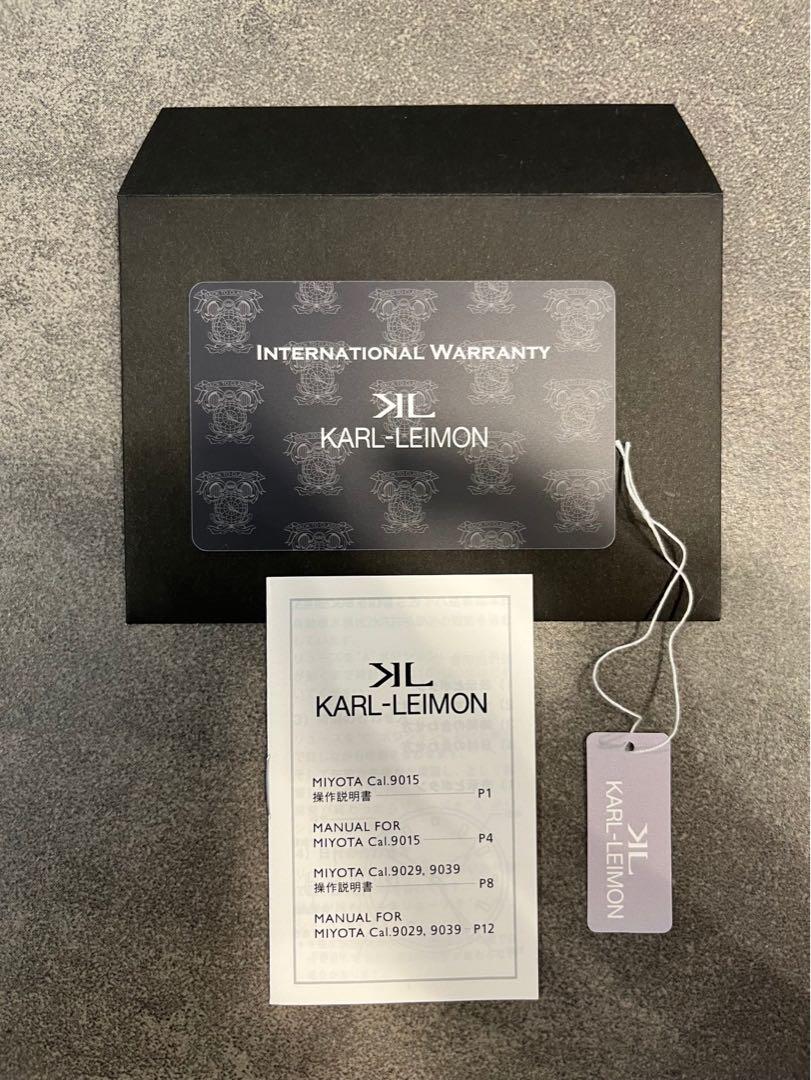 INTERNATIONAL WARRANTY
KL
KARL-LEIMON
KL
KARL-LEIMON
MIYOTA Cal.9015
操作説明書 P1
MANUAL FOR
MIYOTA Cal.9015 P4
MIYOTA Cal.9029, 9039
操作説明書 P8
MANUAL FOR
MIYOTA Cal.9029, 9039 P12
KL
KARL-LEIMON